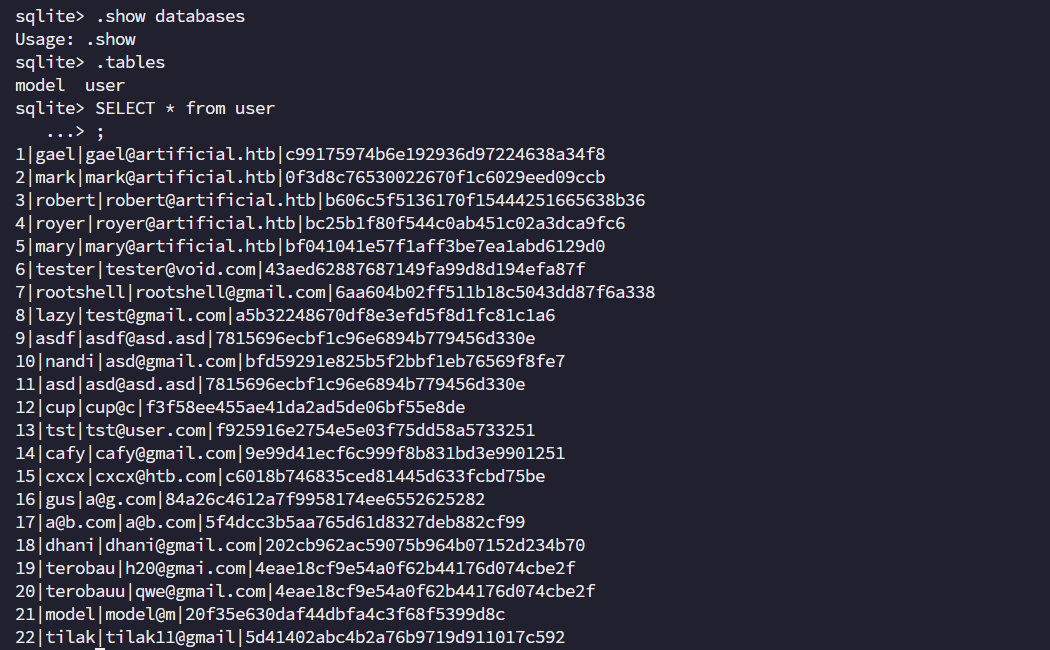 sqlite> .show databases
Usage: .show
sqlite> .tables
model  user
sqlite> SELECT * from user
   ...> ;
1|gael|gael@artificial.htb|c99175974b6e192936d97224638a34f8
2|mark|mark@artificial.htb|0f3d8c76530022670f1c6029eed09ccb
3|robert|robert@artificial.htb|b606c5f5136170f15444251665638b36
4|royer|royer@artificial.htb|bc25b1f80f544c0ab451c02a3dca9fc6
5|mary|mary@artificial.htb|bf041041e57f1aff3be7ea1abd6129d0
6|tester|tester@void.com|43aed62887687149fa99d8d194efa87f
7|rootshell|rootshell@gmail.com|6aa604b02ff511b18c5043dd87f6a338
8|lazy|test@gmail.com|a5b32248670df8e3efd5f8d1fc81c1a6
9|asdf|asdf@asd.asd|7815696ecbf1c96e6894b779456d330e
10|nandi|asd@gmail.com|bfd59291e825b5f2bbf1eb76569f8fe7
11|asd|asd@asd.asd|7815696ecbf1c96e6894b779456d330e
12|cup|cup@c|f3f58ee455ae41da2ad5de06bf55e8de
13|tst|tst@user.com|f925916e2754e5e03f75dd58a5733251
14|cafy|cafy@gmail.com|9e99d41ecf6c999f8b831bd3e9901251
15|cxcx|cxcx@htb.com|c6018b746835ced81445d633fcbd75be
16|gus|a@g.com|84a26c4612a7f9958174ee6552625282
17|a@b.com|a@b.com|5f4dcc3b5aa765d61d8327deb882cf99
18|dhani|dhani@gmail.com|202cb962ac59075b964b07152d234b70
19|terobau|h20@gmai.com|4eae18cf9e54a0f62b44176d074cbe2f
20|terobauu|qwe@gmail.com|4eae18cf9e54a0f62b44176d074cbe2f
21|model|model@m|20f35e630daf44dbfa4c3f68f5399d8c
22|tilak|tilak11@gmail|5d41402abc4b2a76b9719d911017c592